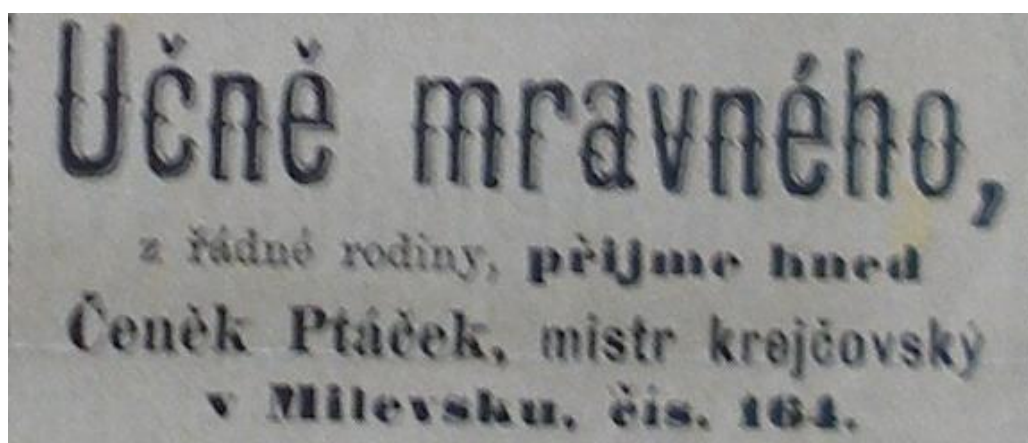 Učně mravného,
z řádné rodiny, přijme hned
Čeněk Ptáček, mistr krejčovský
v Milevsku, čís. 164.